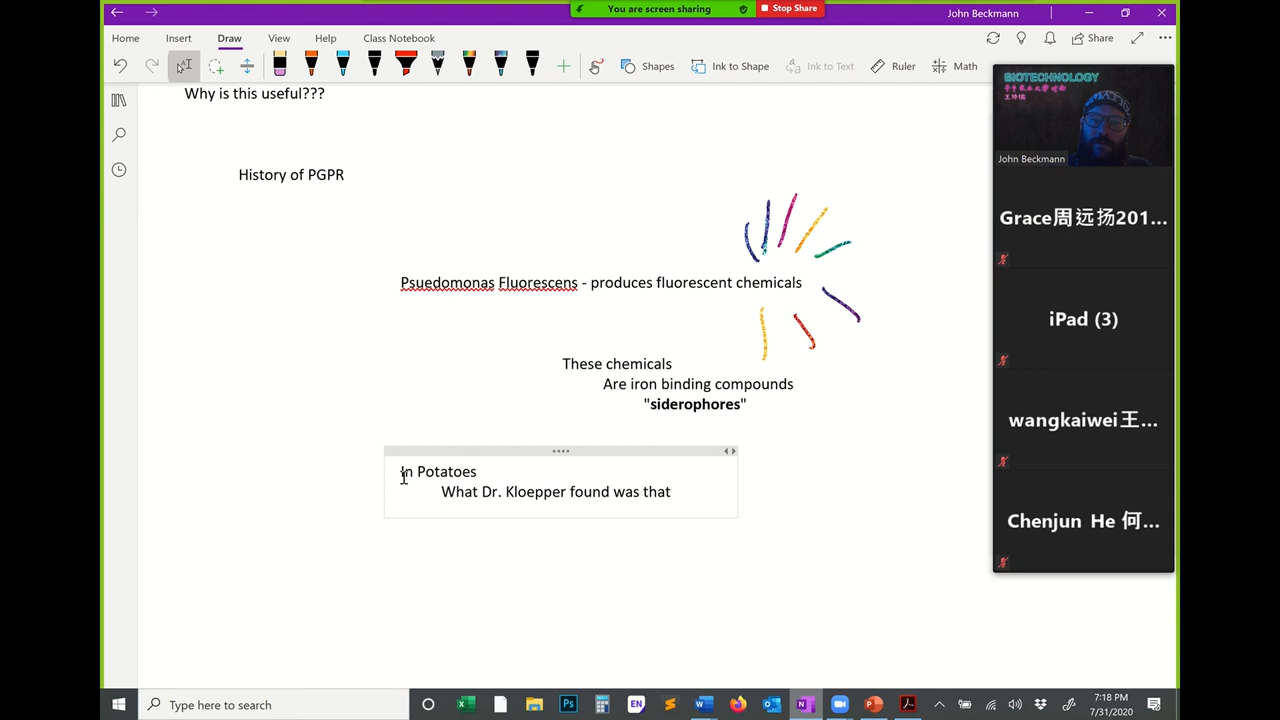 You are screen sharing
Stop Share
John Beckmann
Home Insert Draw View Help Class Notebook
Share
Shapes Ink to Shape Ink to Text Ruler Math
Why is this useful???
History of PGPR
Psuedomonas Fluorescens - produces fluorescent chemicals
These chemicals
Are iron binding compounds
"siderophores"
In Potatoes
What Dr. Kloepper found was that
BIOTECHNOLOGY
John Beckmann
Grace周远扬201...
iPad (3)
wangkaiwei王...
Chenjun He 何...
Type here to search
EN
7:18 PM
7/31/2020